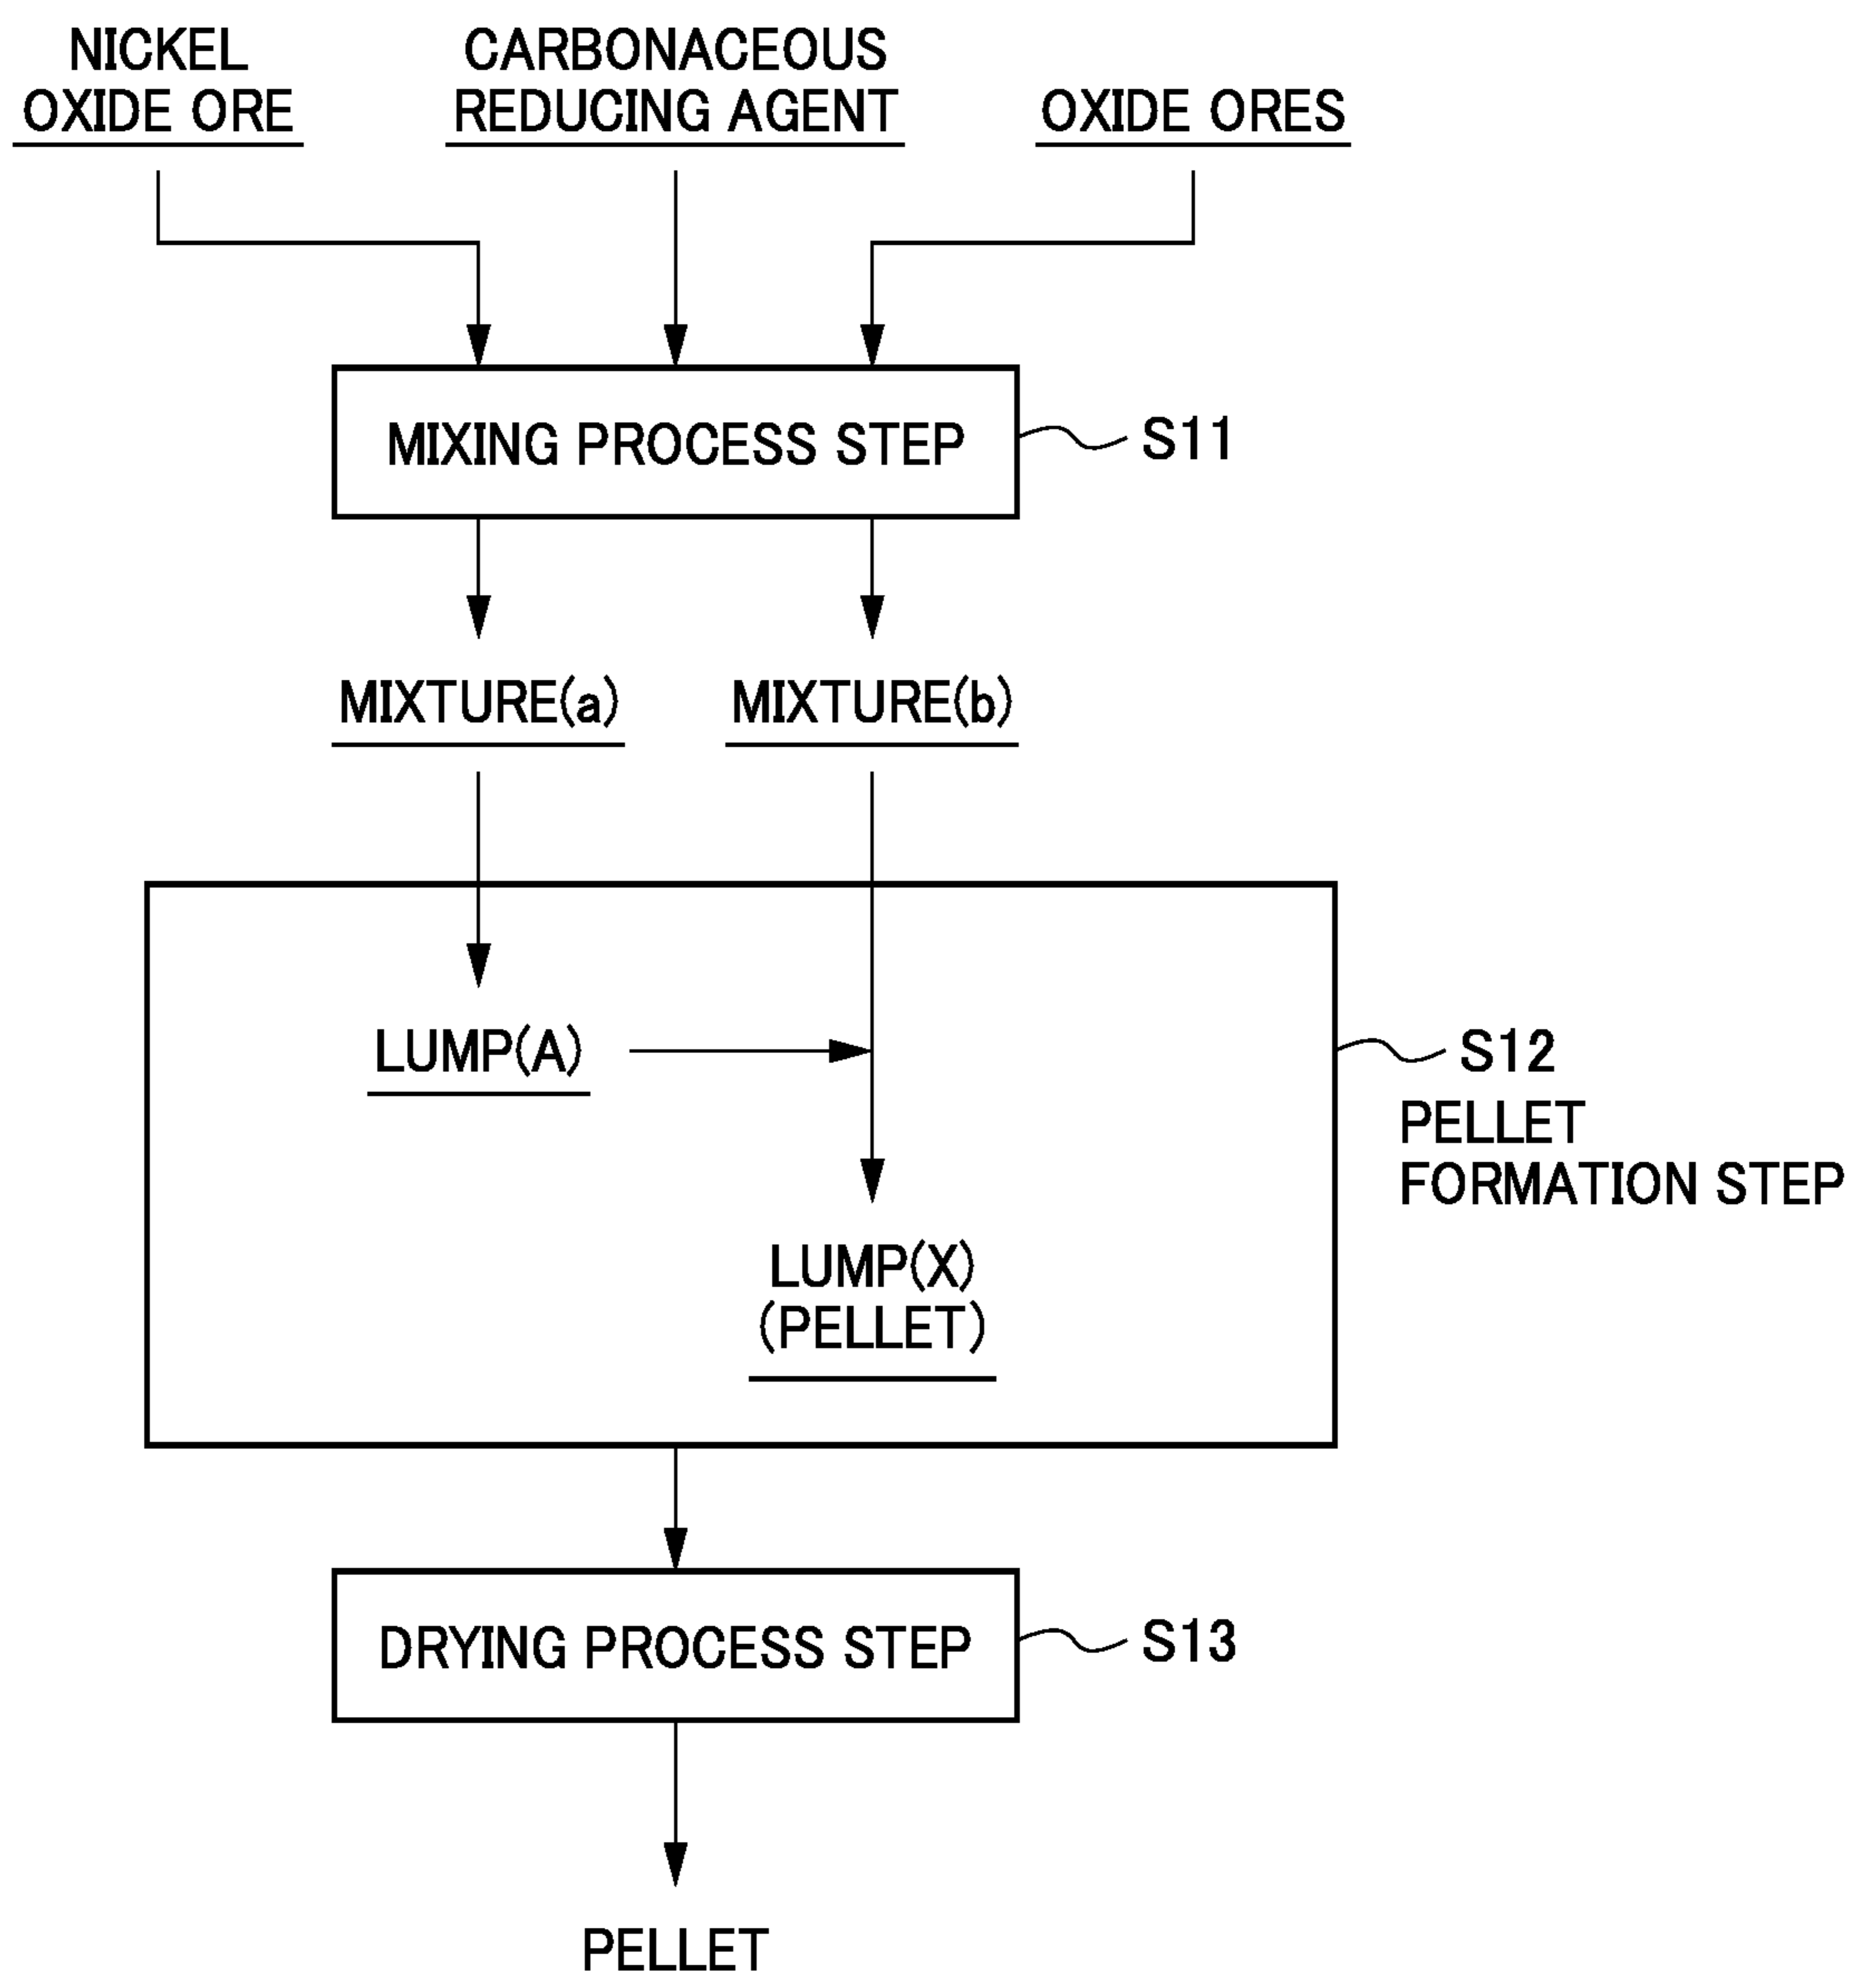 NICKEL
OXIDE ORE
CARBONACEOUS
REDUCING AGENT
OXIDE ORES
MIXING PROCESS STEP
S11
MIXTURE(a)
MIXTURE(b)
LUMP(A)
S12
PELLET
FORMATION STEP
LUMP(X)
(PELLET)
DRYING PROCESS STEP
S13
PELLET